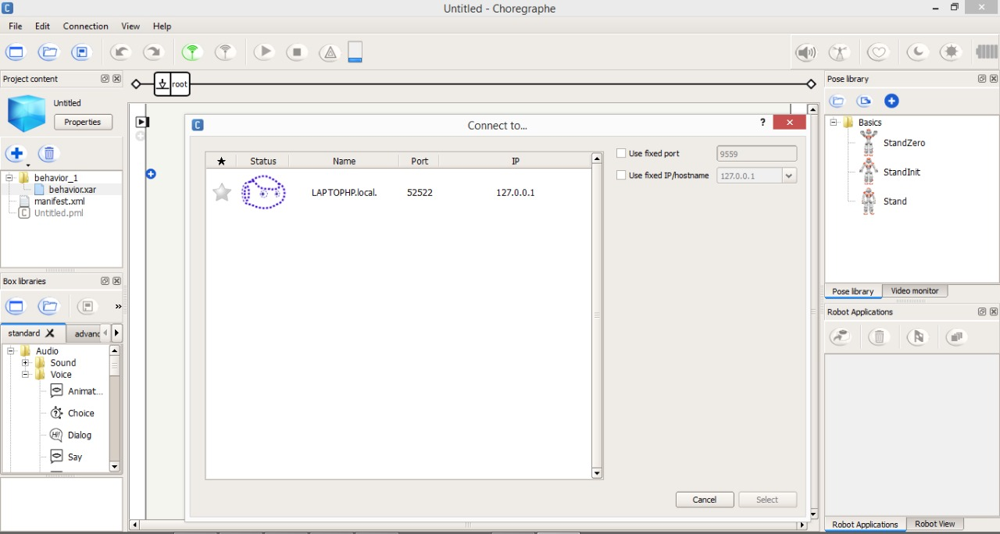 Untitled - Choregraphe
File Edit Connection View Help
Project content
Untitled
Properties
behavior_1
behavior.xar
manifest.xml
Untitled.pml
Box libraries
standard advanc
Audio
Sound
Voice
Animat...
Choice
Hi! Dialog
Say
root
Connect to...
Status Name Port IP
LAPTOPHP.local. 52522 127.0.0.1
Use fixed port 9559
Use fixed IP/hostname 127.0.0.1
Cancel Select
Pose library
Basics
StandZero
StandInit
Stand
Pose library Video monitor
Robot Applications
Robot Applications Robot View